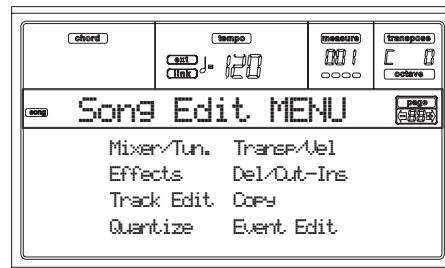 chord tempo measure transpose
ext
link ♩= 120 001 C 0
octave
song Song Edit MENU page
Mixer/Tun. Transp/Vel
Effects Del/Cut-Ins
Track Edit Copy
Quantize Event Edit